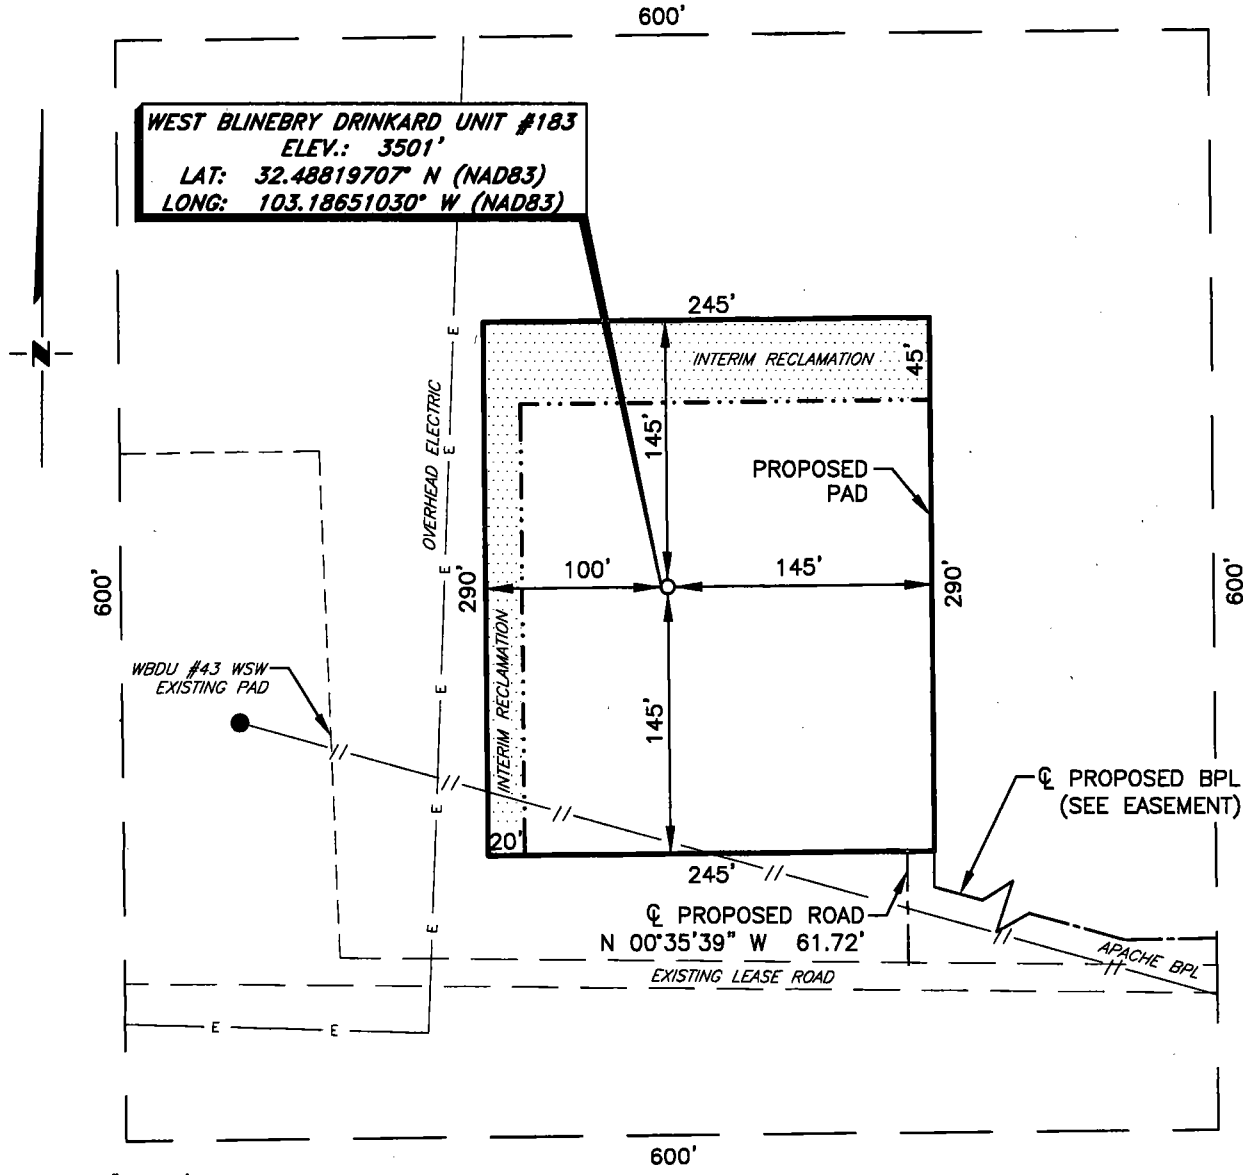 600'
WEST BLINEBRY DRINKARD UNIT #183
ELEV.: 3501'
LAT: 32.48819707° N (NAD83)
LONG: 103.18651030° W (NAD83)
N
245'
INTERIM RECLAMATION
45'
145'
E
OVERHEAD ELECTRIC
E
E
PROPOSED
PAD
600'
290'
100'
145'
290'
600'
E
INTERIM RECLAMATION
WBDU #43 WSW
EXISTING PAD
E
145'
E
E
℄ PROPOSED BPL
(SEE EASEMENT)
20'
245'
℄ PROPOSED ROAD
N 00°35'39" W 61.72'
APACHE BPL
EXISTING LEASE ROAD
E E
600'